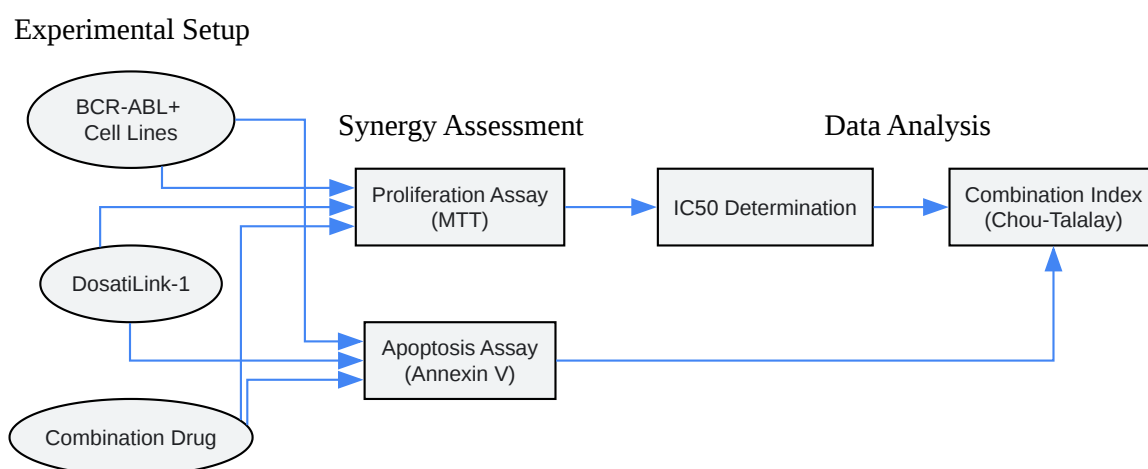 Experimental Setup
BCR-ABL+
Cell Lines
Synergy Assessment
Data Analysis
Proliferation Assay
(MTT)
IC50 Determination
Combination Index
(Chou-Talalay)
DosatiLink-1
Apoptosis Assay
(Annexin V)
Combination Drug